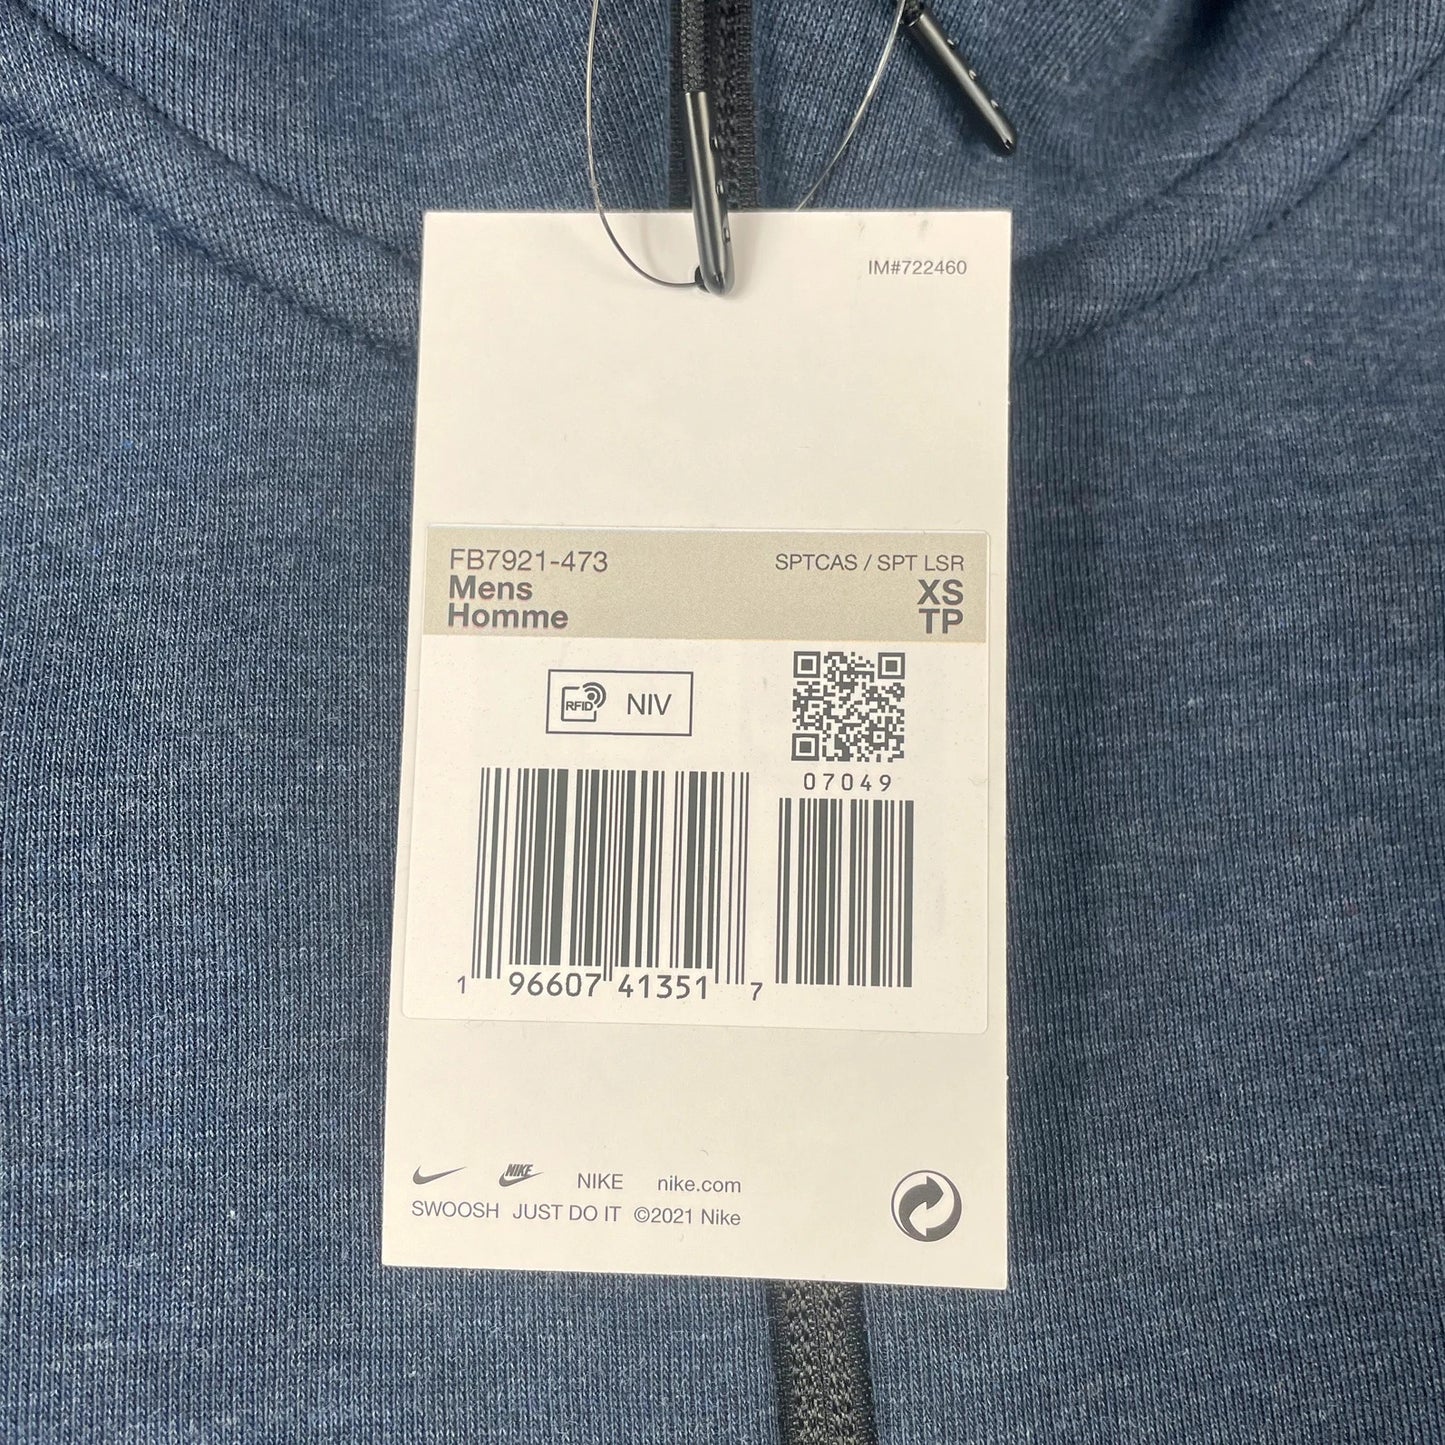 IM#722460
FB7921-473 SPTCAS / SPT LSR
Mens XS
Homme TP
RFID NIV
07049
1 96607 41351 7
NIKE NIKE nike.com
SWOOSH JUST DO IT ©2021 Nike